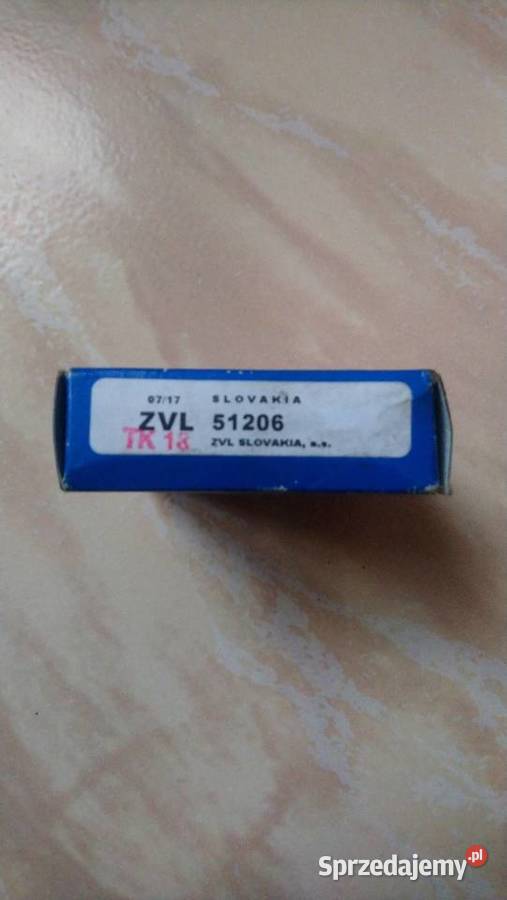 07/17 SLOVAKIA
ZVL 51206
TK 18 ZVL SLOVAKIA, a.s.
Sprzedajemy.pl